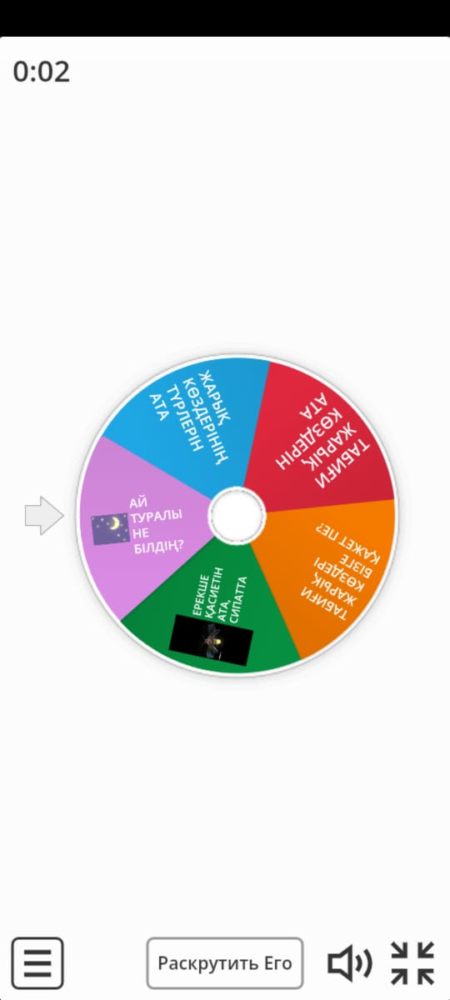 0:02
ЖАРЫҚ
КӨЗДЕРІНІҢ
ТҮРЛЕРІН
АТА
ТАБИҒИ
ЖАРЫҚ
КӨЗДЕРІН
АТА
АЙ
ТУРАЛЫ
НЕ
БІЛДІҢ?
ТАБИҒИ
ЖАРЫҚ
КӨЗДЕРІ
БІЗГЕ
ҚАЖЕТ ПЕ?
ЕРЕКШЕ
ҚАСИЕТІН
АТА,
СИПАТТА
Раскрутить Его